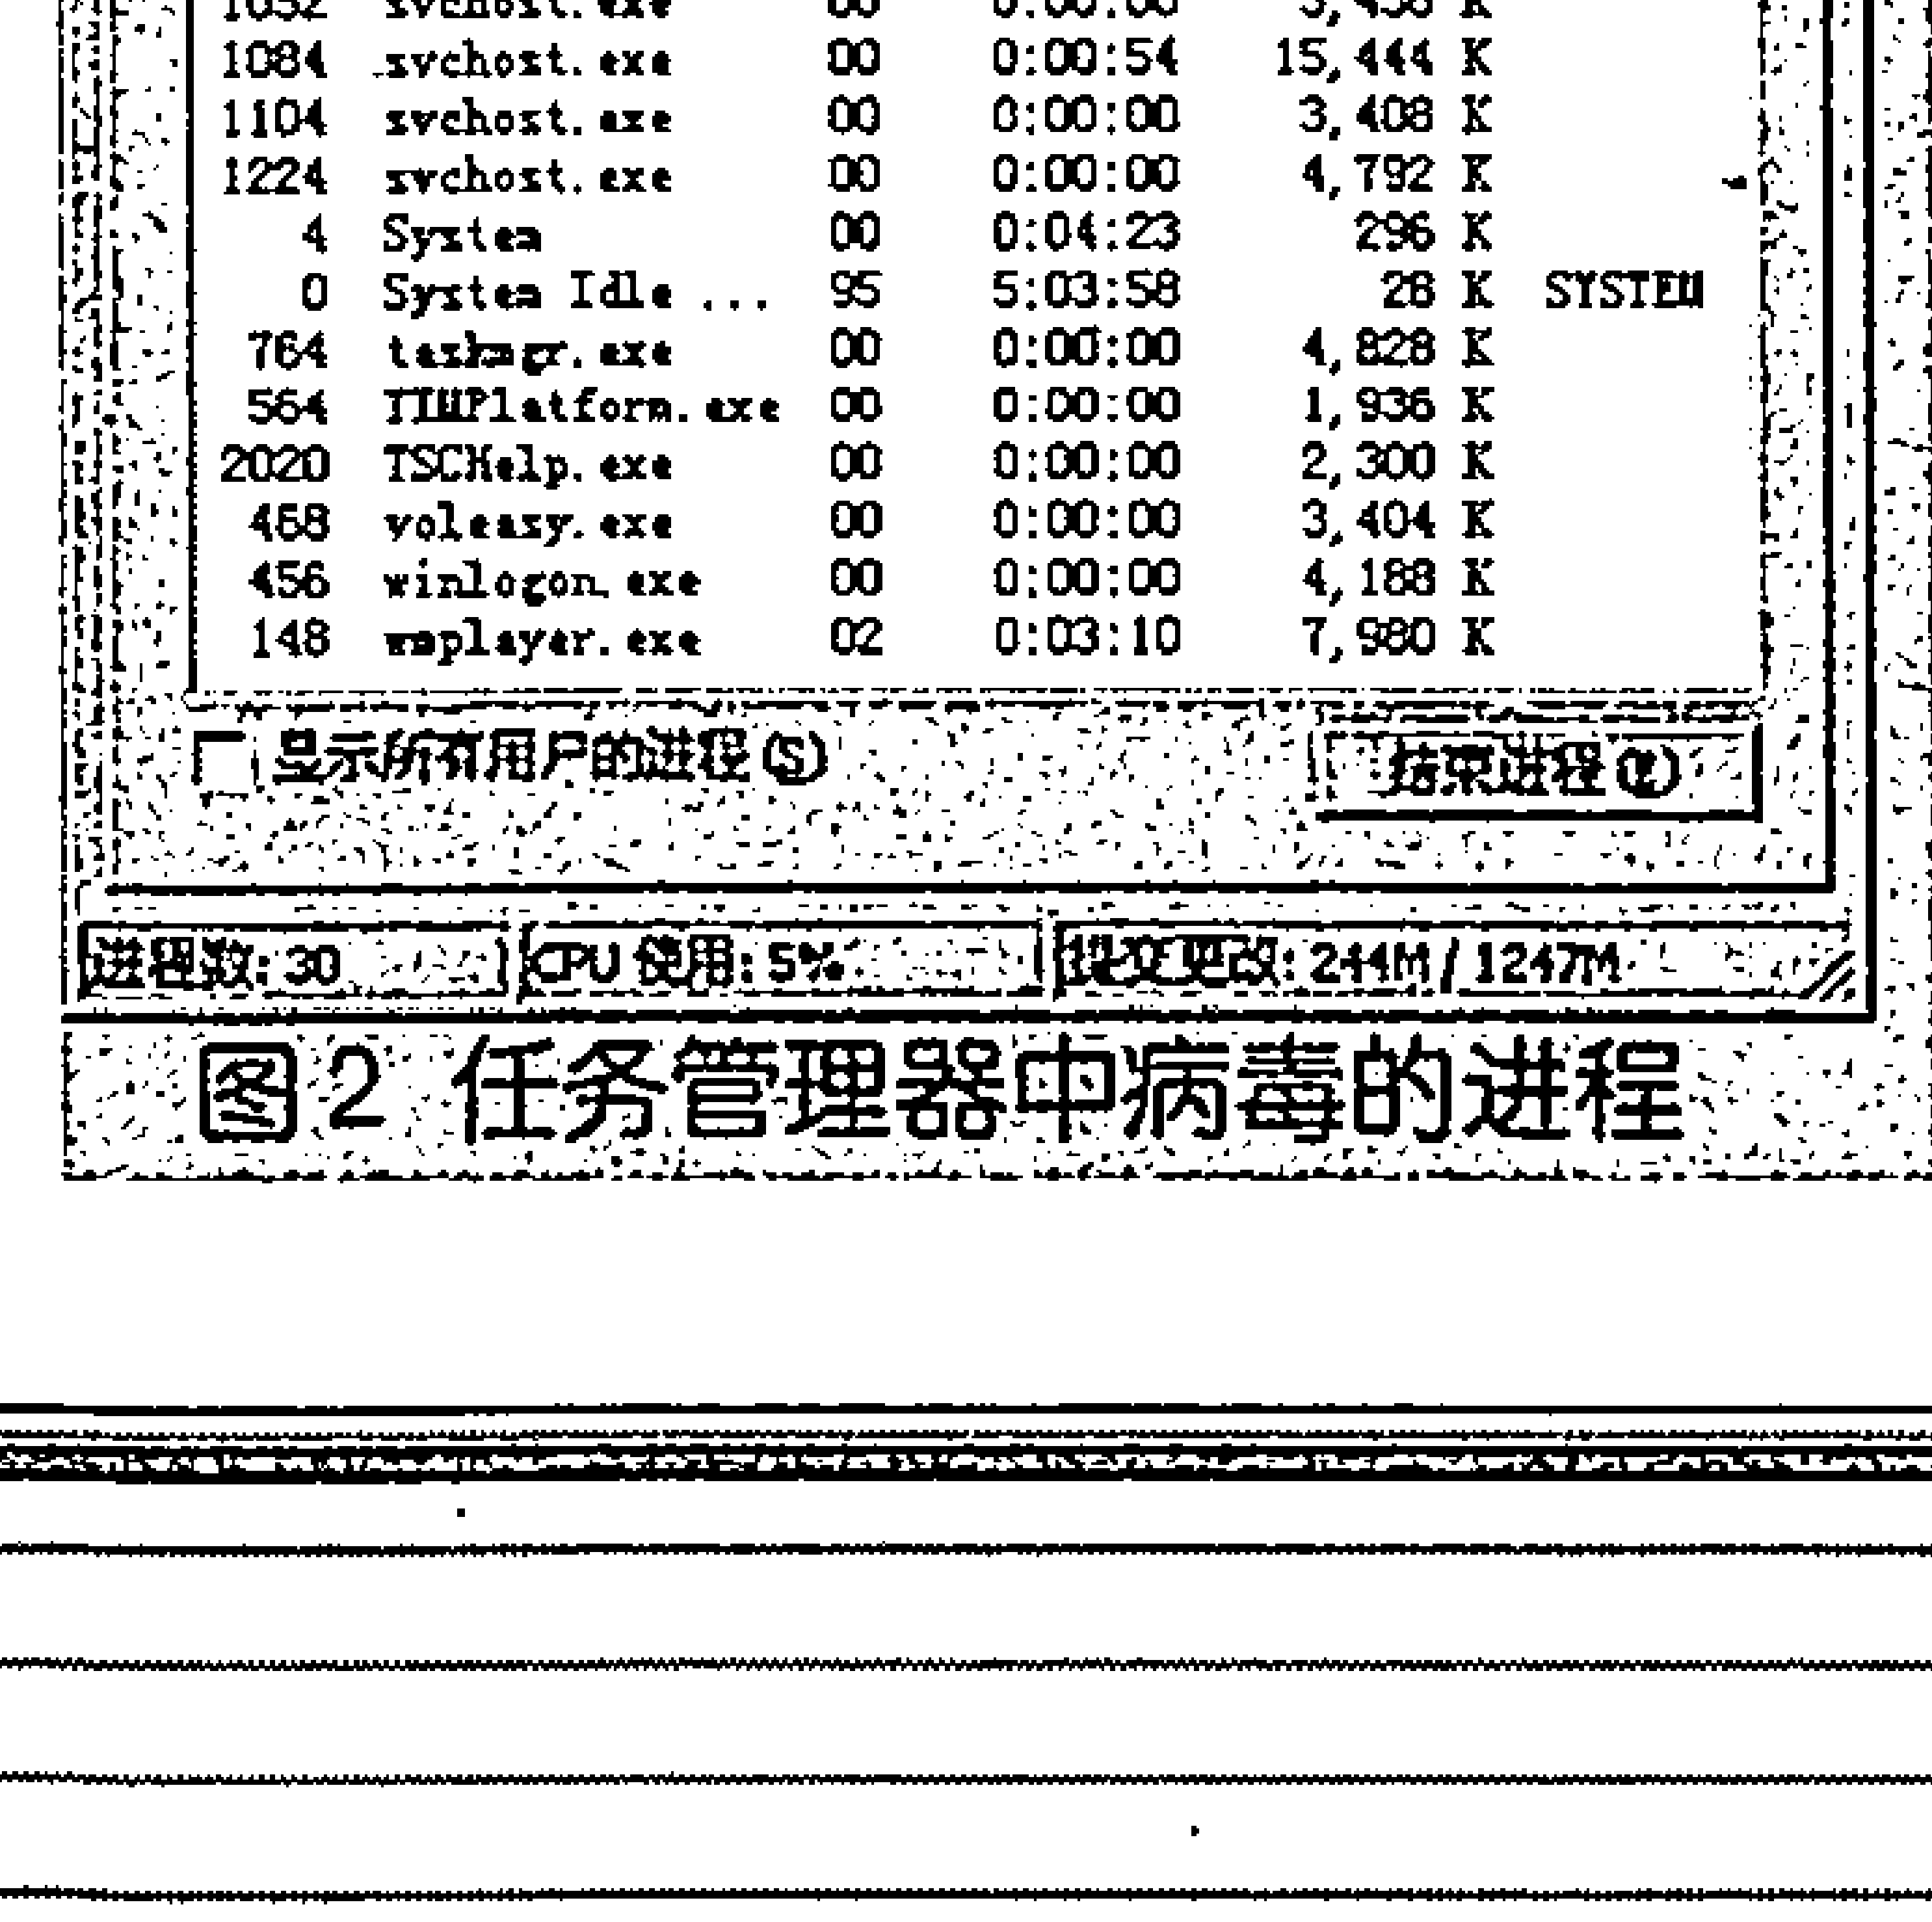 1084 svchost.exe 00 0:00:54 15,444 K
1104 svchost.exe 00 0:00:00 3,408 K
1224 svchost.exe 00 0:00:00 4,792 K
4 System 00 0:04:23 296 K
0 System Idle ... 95 5:03:58 28 K SYSTEM
764 taskmgr.exe 00 0:00:00 4,828 K
564 TIMPlatform.exe 00 0:00:00 1,936 K
2020 TSCHelp.exe 00 0:00:00 2,300 K
468 voleasy.exe 00 0:00:00 3,404 K
456 winlogon.exe 00 0:00:00 4,188 K
148 wmplayer.exe 02 0:03:10 7,980 K
显示所有用户的进程(S) 结束进程(E)
进程数: 30 CPU 使用: 5% 提交更改: 244M / 1247M
图2 任务管理器中病毒的进程